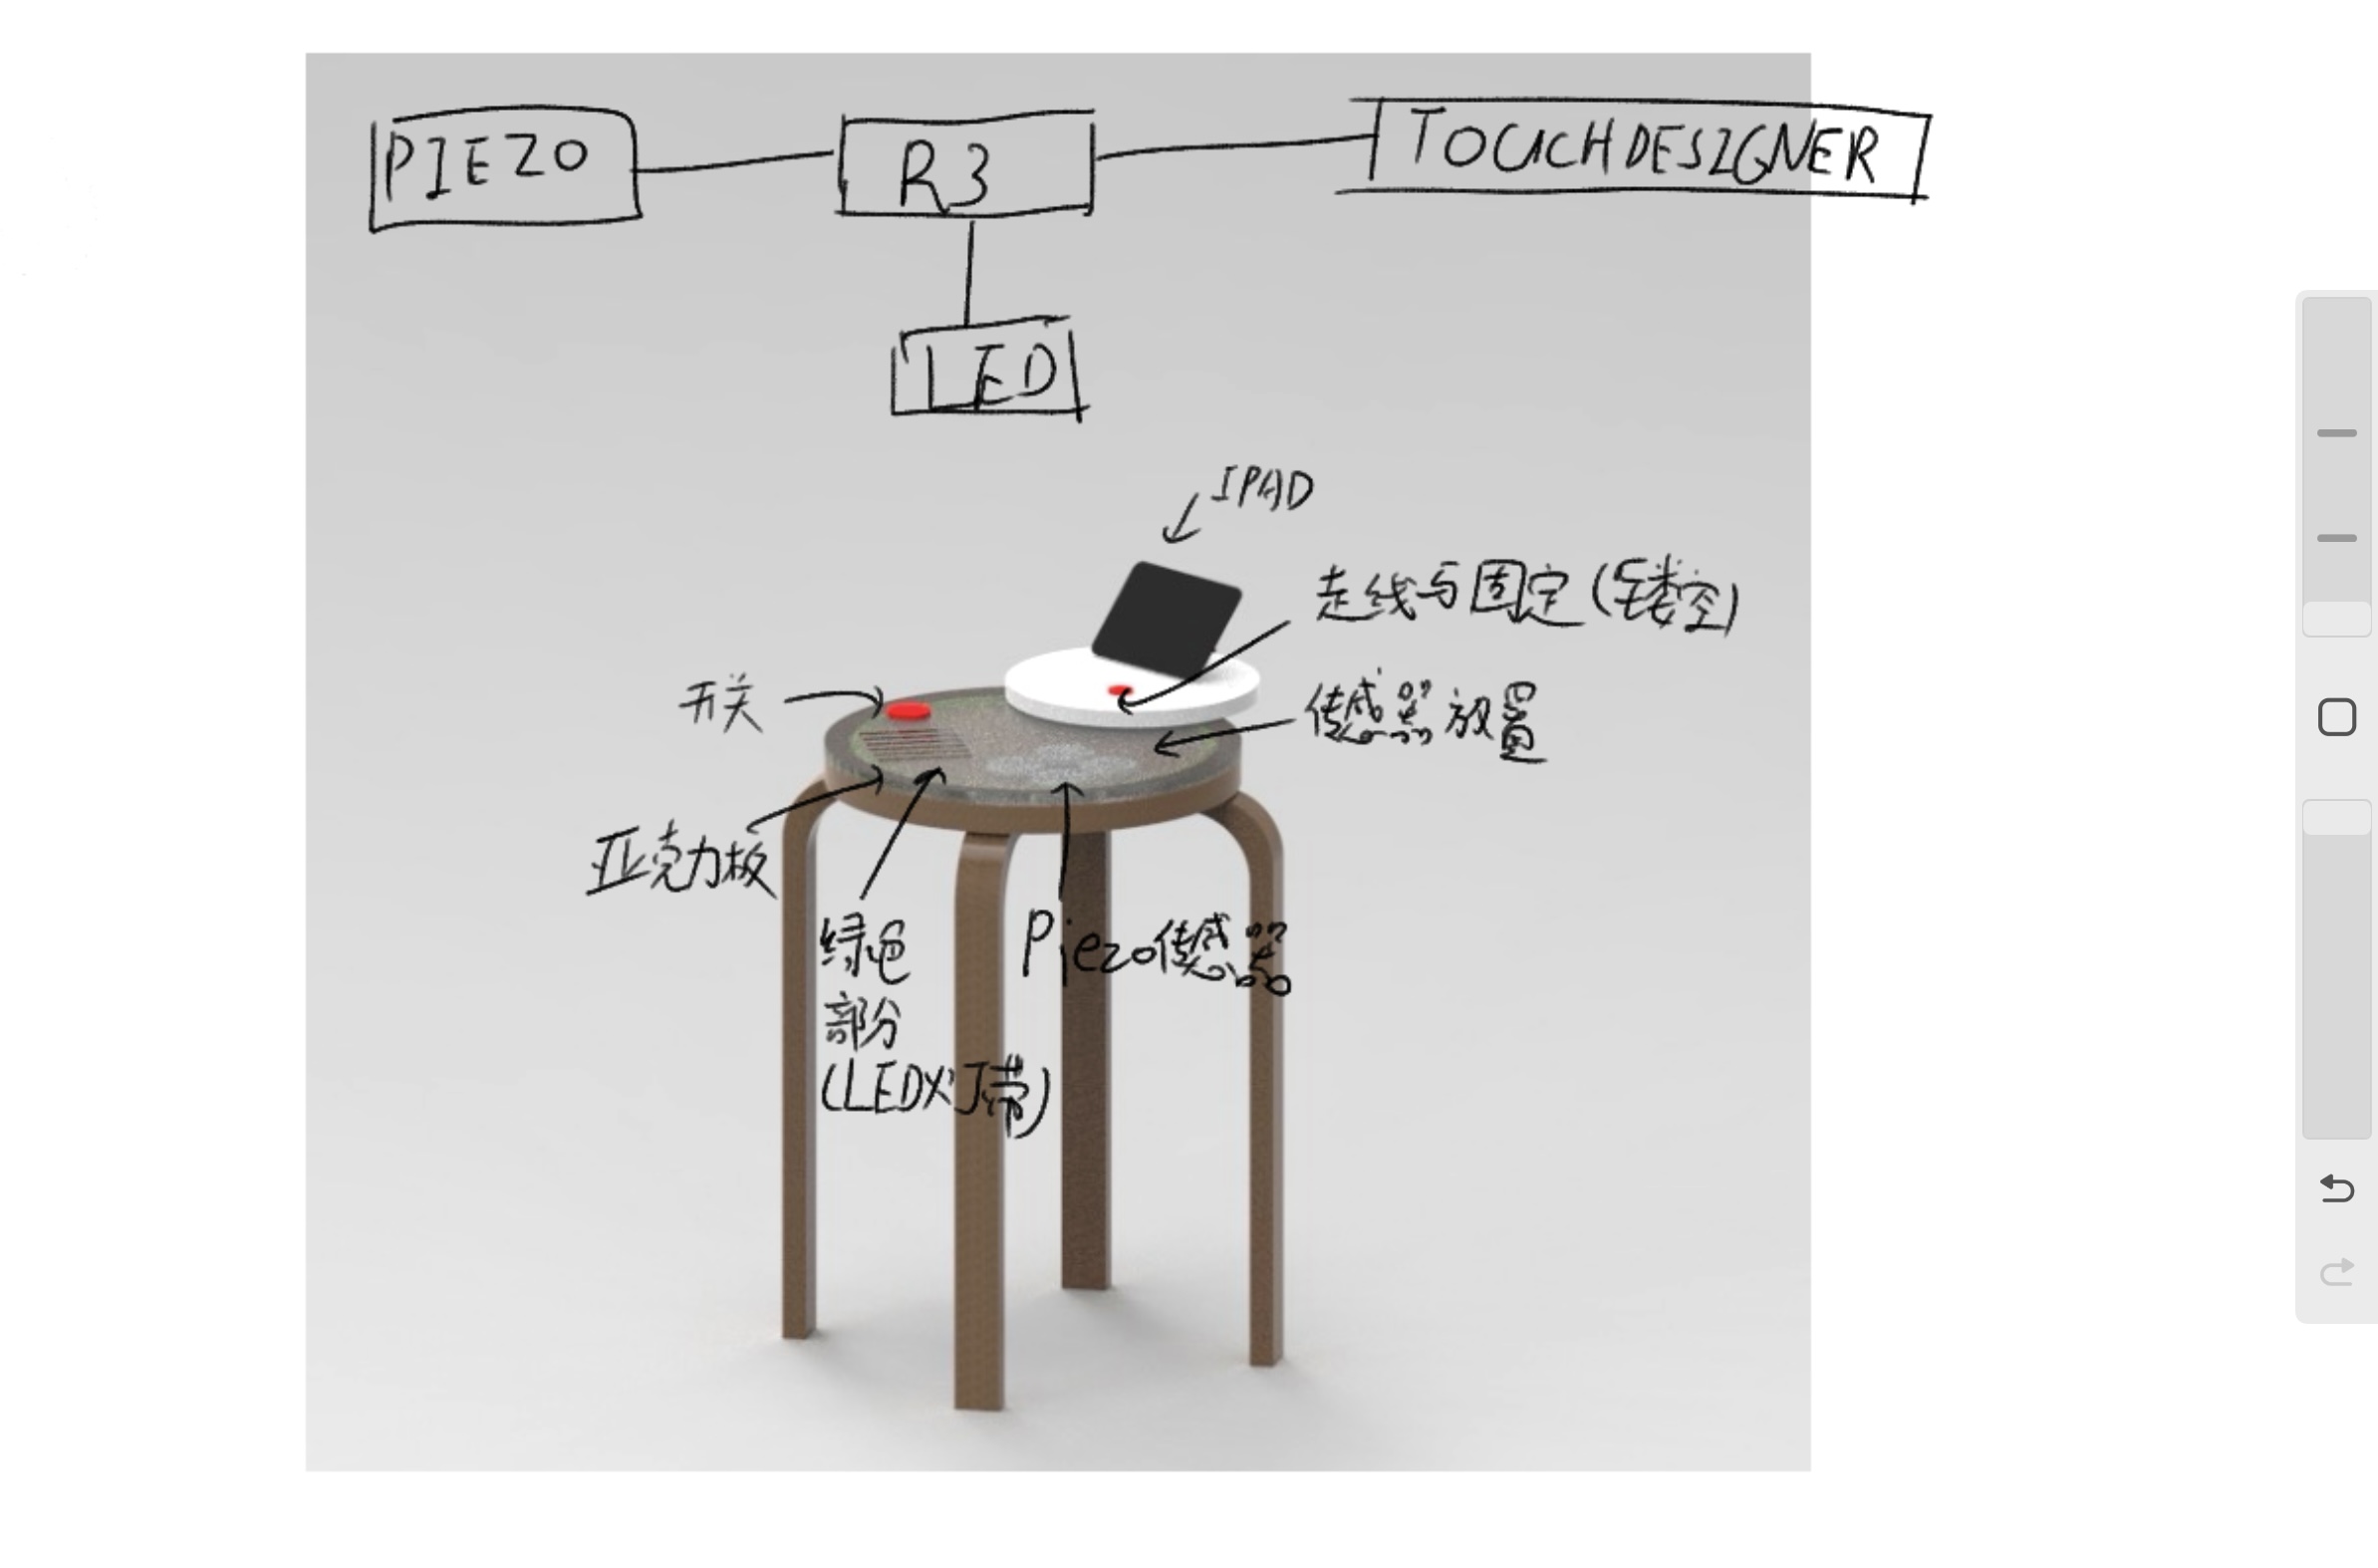 PIEZO
R3
TOUCHDESIGNER
LED
IPAD
走线与固定(镂空)
开关
传感器放置
亚克力板
绿色
部分
(LED灯带)
Piezo传感器